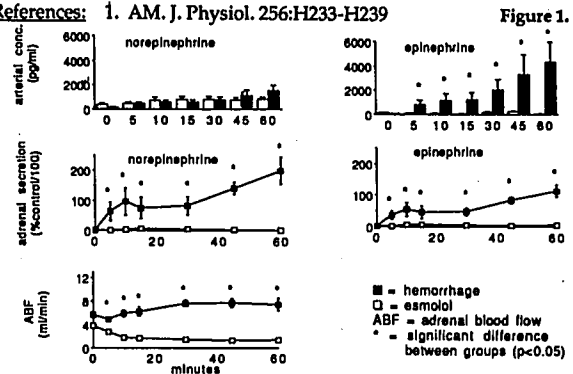 References: 1. AM. J. Physiol. 256:H233-H239
Figure 1.
arterial conc.
(pg/ml)
6000
4000
2000
0
norepinephrine
0 5 10 15 30 45 60
6000
4000
2000
0
epinephrine
* * * * * *
0 5 10 15 30 45 60
adrenal secretion
(%control/100)
200
100
0
norepinephrine
* * * * * *
0 20 40 60
200
100
0
epinephrine
* * * * * *
0 20 40 60
ABF
(ml/min)
12
8
4
0
* * * * * *
0 20 40 60
minutes
■ = hemorrhage
□ = esmolol
ABF = adrenal blood flow
* = significant difference
between groups (p<0.05)